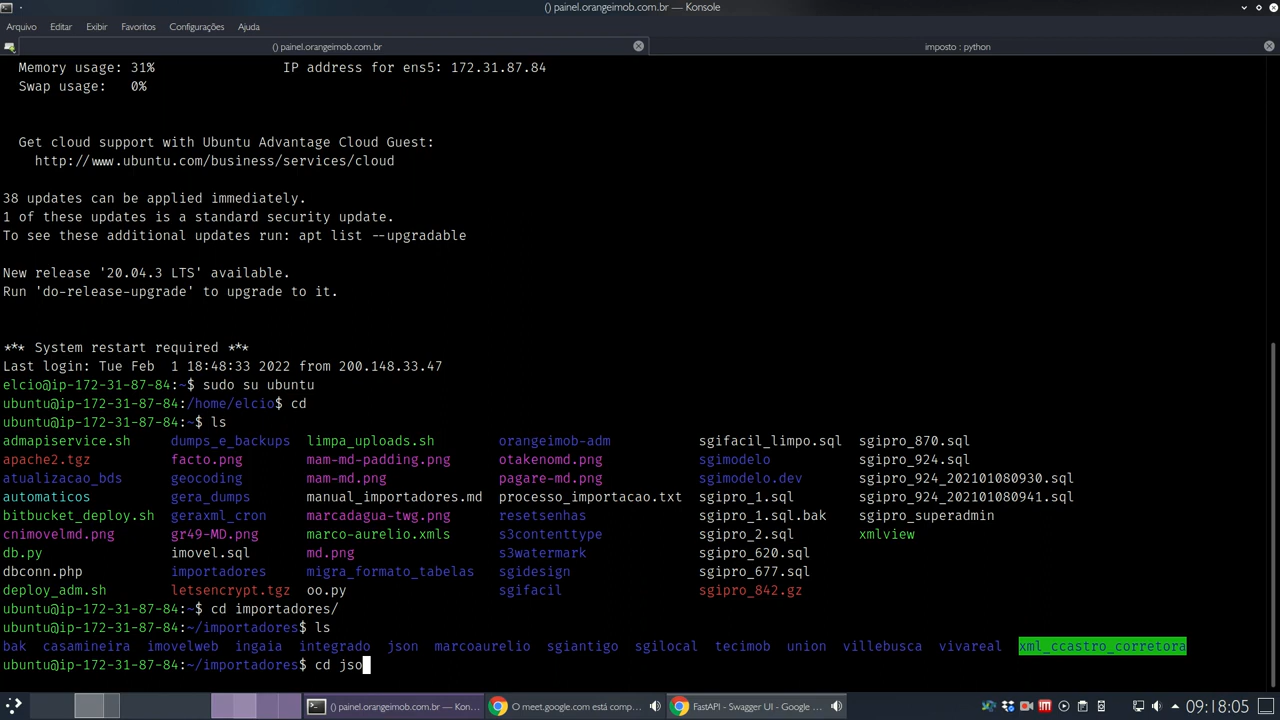 () painel.orangeimob.com.br — Konsole
Arquivo Editar Exibir Favoritos Configurações Ajuda
() painel.orangeimob.com.br imposto : python
Memory usage: 31% IP address for ens5: 172.31.87.84
Swap usage: 0%
Get cloud support with Ubuntu Advantage Cloud Guest:
http://www.ubuntu.com/business/services/cloud
38 updates can be applied immediately.
1 of these updates is a standard security update.
To see these additional updates run: apt list --upgradable
New release '20.04.3 LTS' available.
Run 'do-release-upgrade' to upgrade to it.
*** System restart required ***
Last login: Tue Feb  1 18:48:33 2022 from 200.148.33.47
elcio@ip-172-31-87-84:~$ sudo su ubuntu
ubuntu@ip-172-31-87-84:/home/elcio$ cd
ubuntu@ip-172-31-87-84:~$ ls
admapiservice.sh dumps_e_backups limpa_uploads.sh orangeimob-adm sgifacil_limpo.sql sgipro_870.sql
apache2.tgz facto.png mam-md-padding.png otakenomd.png sgimodelo sgipro_924.sql
atualizacao_bds geocoding mam-md.png pagare-md.png sgimodelo.dev sgipro_924_202101080930.sql
automaticos gera_dumps manual_importadores.md processo_importacao.txt sgipro_1.sql sgipro_924_202101080941.sql
bitbucket_deploy.sh geraxml_cron marcadagua-twg.png resetsenhas sgipro_1.sql.bak sgipro_superadmin
cnimovelmd.png gr49-MD.png marco-aurelio.xmls s3contenttype sgipro_2.sql xmlview
db.py imovel.sql md.png s3watermark sgipro_620.sql
dbconn.php importadores migra_formato_tabelas sgidesign sgipro_677.sql
deploy_adm.sh letsencrypt.tgz oo.py sgifacil sgipro_842.gz
ubuntu@ip-172-31-87-84:~$ cd importadores/
ubuntu@ip-172-31-87-84:~/importadores$ ls
bak casamineira imovelweb ingaia integrado json marcoaurelio sgiantigo sgilocal tecimob union villebusca vivareal xml_ccastro_corretora
ubuntu@ip-172-31-87-84:~/importadores$ cd jso
() painel.orangeimob.com.br — Kon... O meet.google.com está comp... FastAPI - Swagger UI - Google ... 09:18:05